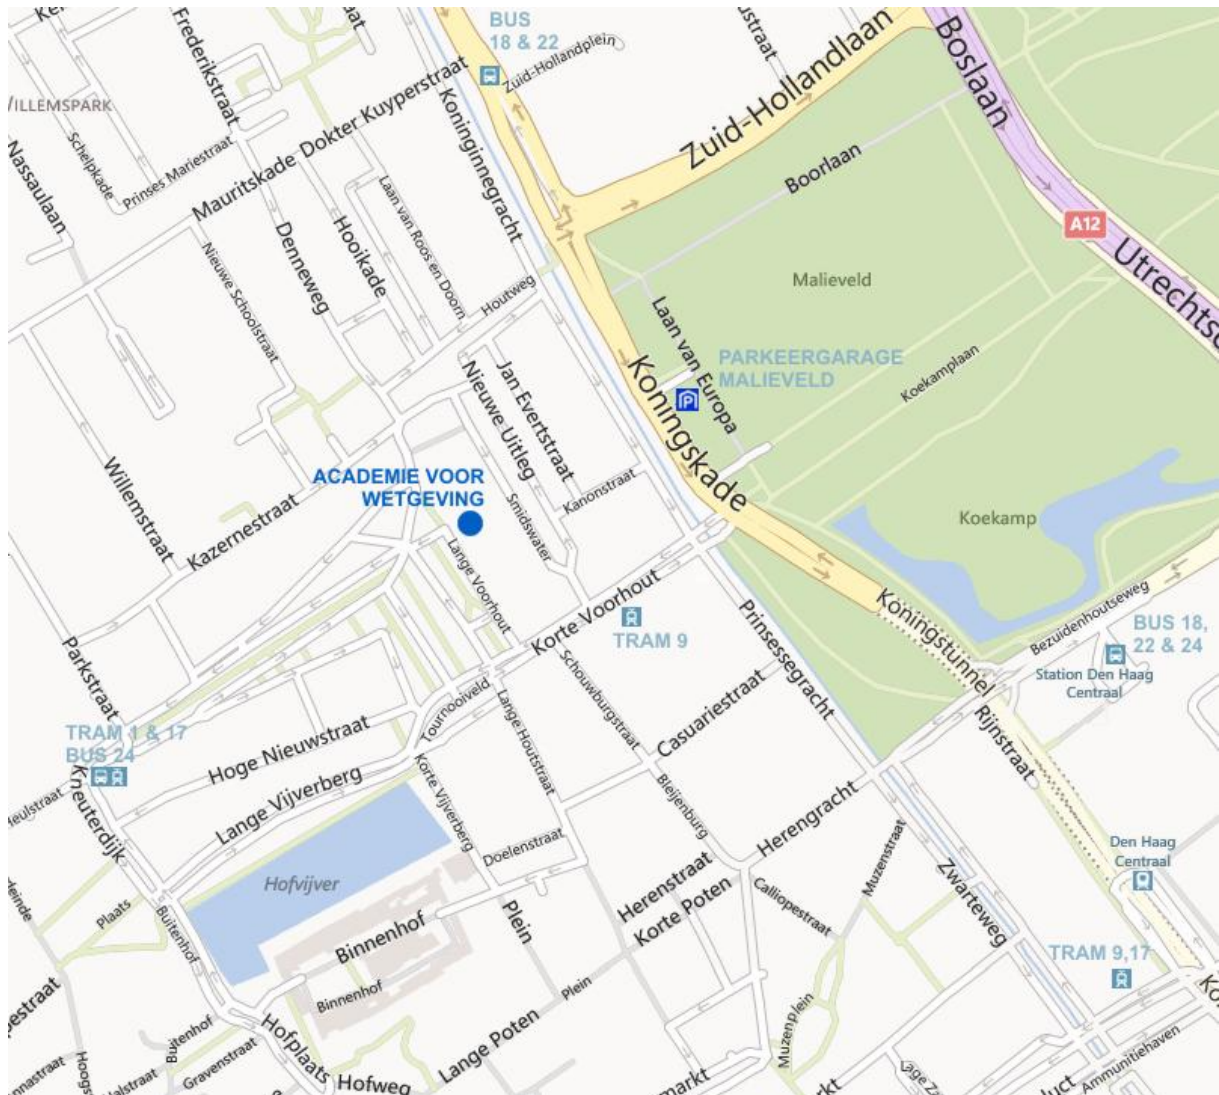 BUS
18 & 22
Zuid-Hollandplein
Frederikstraat
WILLEMSPARK
Schelpkade
Nassaulaan
Prinses Mariestraat
Mauritskade
Dokter Kuyperstraat
Koninginnegracht
Zuid-Hollandlaan
Boslaan
Boorlaan
A12
Utrechtse
Malieveld
Laan van Roos en Doorn
Hooikade
Denneweg
Nieuwe Schoolstraat
Houtweg
Laan van Europa
PARKEERGARAGE
MALIEVELD
Koekamplaan
Koningskade
Nieuwe Uitleg
Jan Evertstraat
Kanonstraat
Smidswater
ACADEMIE VOOR
WETGEVING
Willemstraat
Kazernestraat
Lange Voorhout
Koekamp
Korte Voorhout
TRAM 9
Koningstunnel
Bezuidenhoutseweg
BUS 18,
22 & 24
Station Den Haag
Centraal
Prinsessegracht
Parkstraat
Tournooiveld
Schouwburgstraat
Casuariestraat
Lange Houtstraat
Rijnstraat
TRAM 1 & 17
BUS 24
Hoge Nieuwstraat
Lange Vijverberg
Korte Vijverberg
Kneuterdijk
Bleijenburg
Herengracht
Doelenstraat
Hofvijver
Muzenstraat
Den Haag
Centraal
Zwarteweg
Herenstraat
Korte Poten
Calliopestraat
Plaats
Buitenhof
Binnenhof
Plein
Binnenhof
Plein
TRAM 9,17
Muzenplein
Buitenhof
Hofplaats
Lange Poten
Gravenstraat
Hofweg
Ammunitiehaven